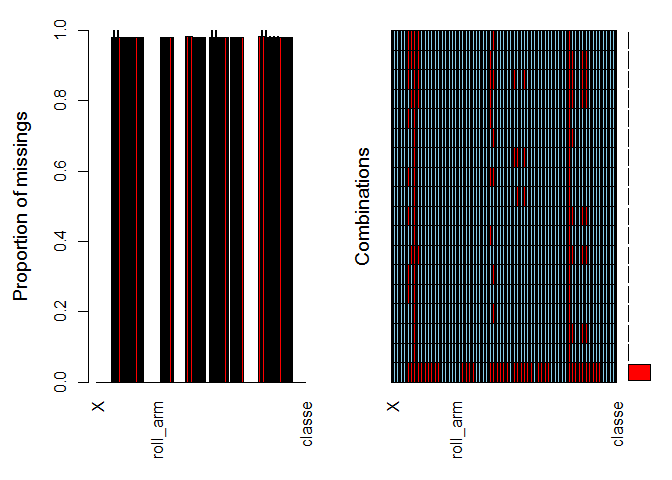 Proportion of missings
1.0
0.8
0.6
0.4
0.2
0.0
X
roll_arm
classe
Combinations
X
roll_arm
classe